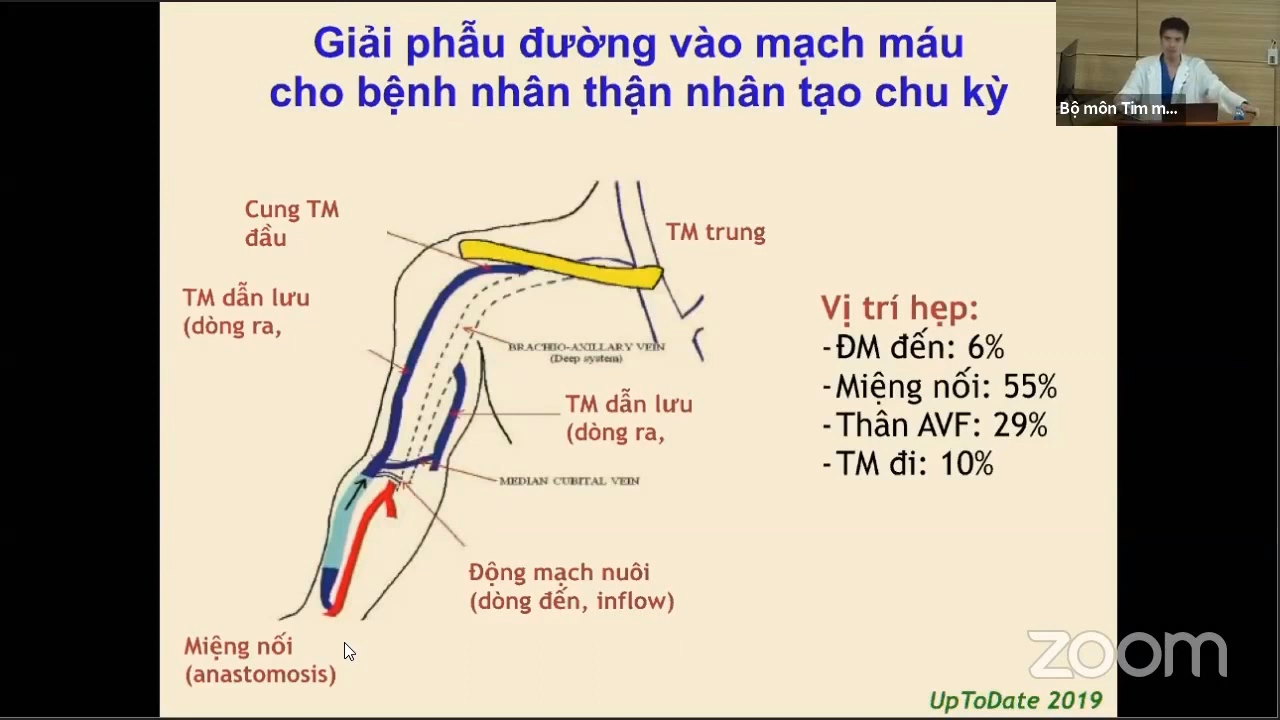 Giải phẫu đường vào mạch máu
cho bệnh nhân thận nhân tạo chu kỳ
Bộ môn Tim m...
Cung TM
đầu
TM trung
TM dẫn lưu
(dòng ra,
BRACHIO-AXILLARY VEIN
(Deep system)
TM dẫn lưu
(dòng ra,
MEDIAN CUBITAL VEIN
Động mạch nuôi
(dòng đến, inflow)
Miệng nối
(anastomosis)
Vị trí hẹp:
-ĐM đến: 6%
-Miệng nối: 55%
-Thân AVF: 29%
-TM đi: 10%
zoom
UpToDate 2019